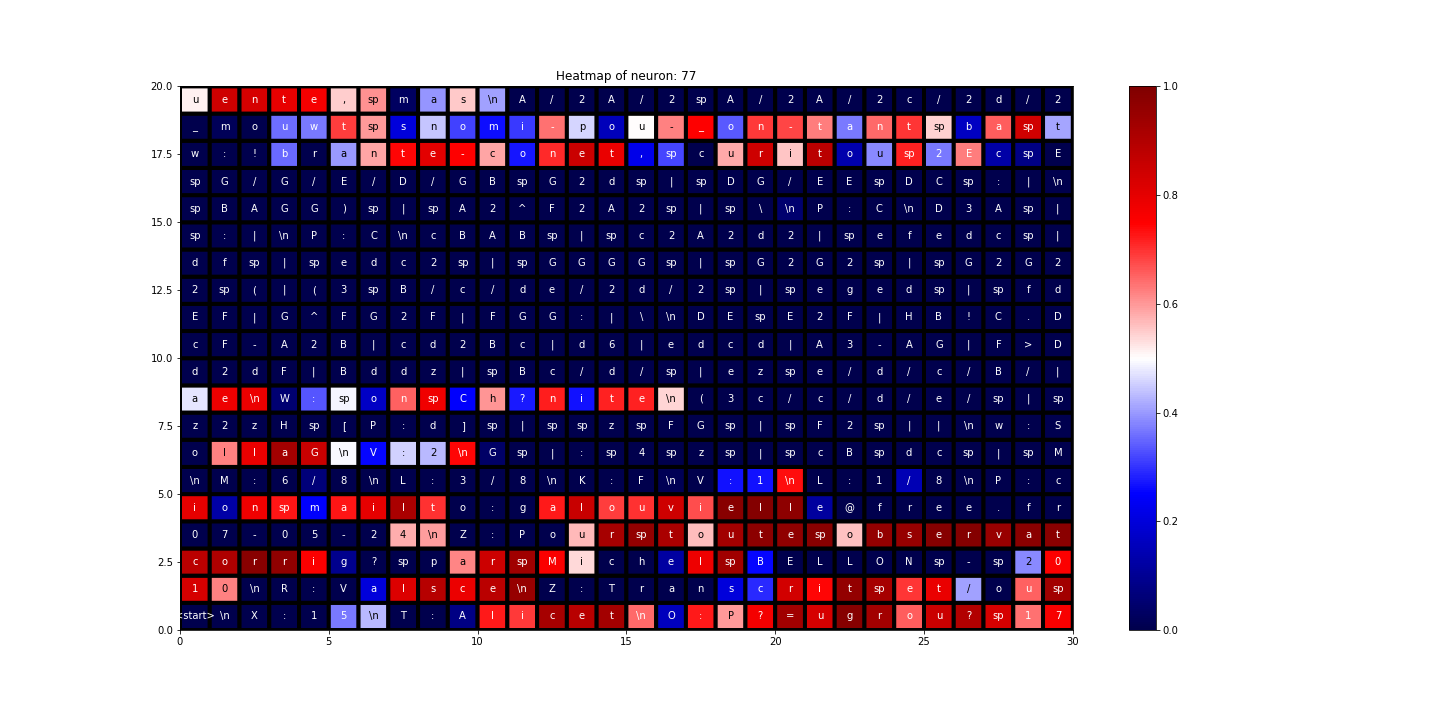 Heatmap of neuron: 77
20.0 u e n t e , sp m a s \n A / 2 A / 2 sp A / 2 A / 2 c / 2 d / 2 1.0
_ m o u w t sp s n o m i - p o u - _ o n - t a n t sp b a sp t
17.5 w : ! b r a n t e - c o n e t , sp c u r i t o u sp 2 E c sp E
sp G / G / E / D / G B sp G 2 d sp | sp D G / E E sp D C sp : | \n
15.0 sp B A G G ) sp | sp A 2 ^ F 2 A 2 sp | sp \ \n P : C \n D 3 A sp | 0.8
sp : | \n P : C \n c B A B sp | sp c 2 A 2 d 2 | sp e f e d c sp |
d f sp | sp e d c 2 sp | sp G G G G sp | sp G 2 G 2 sp | sp G 2 G 2
12.5 2 sp ( | ( 3 sp B / c / d e / 2 d / 2 sp | sp e g e d sp | sp f d 0.6
E F | G ^ F G 2 F | F G G : | \ \n D E sp E 2 F | H B ! C . D
10.0 c F - A 2 B | c d 2 B c | d 6 | e d c d | A 3 - A G | F > D
d 2 d F | B d d z | sp B c / d / sp | e z sp e / d / c / B / |
a e \n W : sp o n sp C h ? n i t e \n ( 3 c / c / d / e / sp | sp 0.4
7.5 z 2 z H sp [ P : d ] sp | sp sp z sp F G sp | sp F 2 sp | | \n w : S
o l l a G \n V : 2 \n G sp | : sp 4 sp z sp | sp c B sp d c sp | sp M
\n M : 6 / 8 \n L : 3 / 8 \n K : F \n V : 1 \n L : 1 / 8 \n P : c
5.0 i o n sp m a i l t o : g a l o u v i e l l e @ f r e e . f r 0.2
0 7 - 0 5 - 2 4 \n Z : P o u r sp t o u t e sp o b s e r v a t
2.5 c o r r i g ? sp p a r sp M i c h e l sp B E L L O N sp - sp 2 0
1 0 \n R : V a l s c e \n Z : T r a n s c r i t sp e t / o u sp
0.0 <start> \n X : 1 5 \n T : A l i c e t \n O : P ? = u g r o u ? sp 1 7 0.0
0 5 10 15 20 25 30